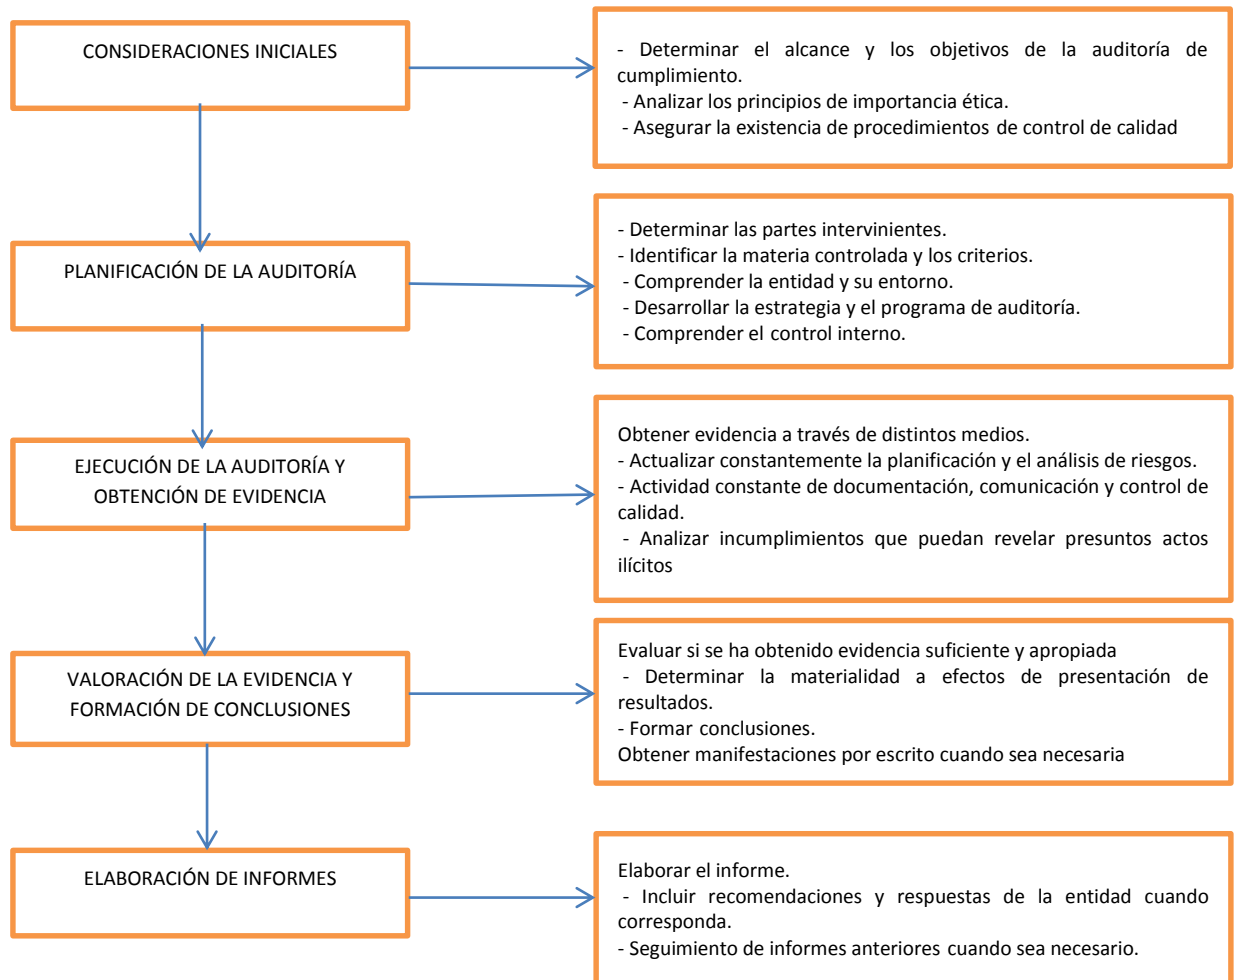 CONSIDERACIONES INICIALES
- Determinar el alcance y los objetivos de la auditoría de
cumplimiento.
- Analizar los principios de importancia ética.
- Asegurar la existencia de procedimientos de control de calidad
PLANIFICACIÓN DE LA AUDITORÍA
- Determinar las partes intervinientes.
- Identificar la materia controlada y los criterios.
- Comprender la entidad y su entorno.
- Desarrollar la estrategia y el programa de auditoría.
- Comprender el control interno.
EJECUCIÓN DE LA AUDITORÍA Y
OBTENCIÓN DE EVIDENCIA
Obtener evidencia a través de distintos medios.
- Actualizar constantemente la planificación y el análisis de riesgos.
- Actividad constante de documentación, comunicación y control de
calidad.
- Analizar incumplimientos que puedan revelar presuntos actos
ilícitos
VALORACIÓN DE LA EVIDENCIA Y
FORMACIÓN DE CONCLUSIONES
Evaluar si se ha obtenido evidencia suficiente y apropiada
- Determinar la materialidad a efectos de presentación de
resultados.
- Formar conclusiones.
Obtener manifestaciones por escrito cuando sea necesaria
ELABORACIÓN DE INFORMES
Elaborar el informe.
- Incluir recomendaciones y respuestas de la entidad cuando
corresponda.
- Seguimiento de informes anteriores cuando sea necesario.